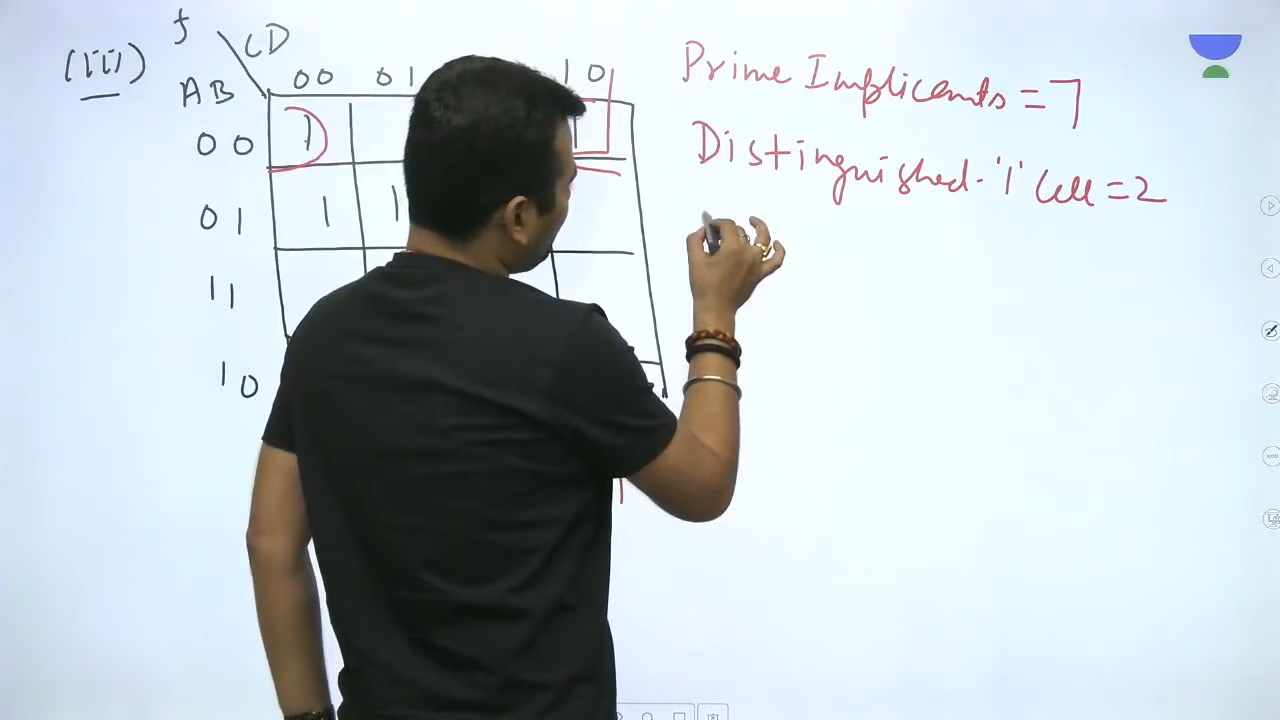 (iii) f CD
AB 00 01 10
00 1
01 1 1
11
10
Prime Implicants = 7
Distinguished '1' Cell = 2